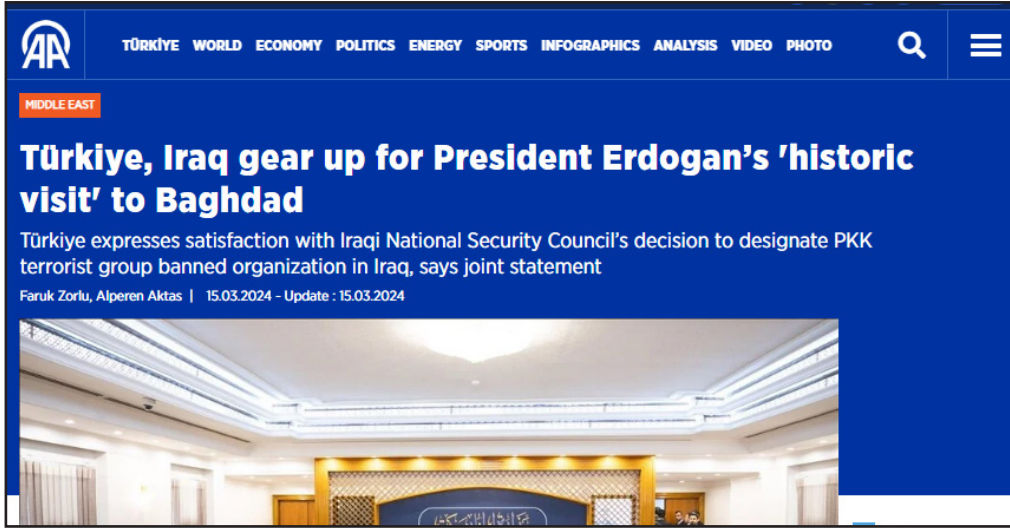 AA
TÜRKİYE WORLD ECONOMY POLITICS ENERGY SPORTS INFOGRAPHICS ANALYSIS VIDEO PHOTO
MIDDLE EAST
Türkiye, Iraq gear up for President Erdogan’s 'historic
visit' to Baghdad
Türkiye expresses satisfaction with Iraqi National Security Council’s decision to designate PKK
terrorist group banned organization in Iraq, says joint statement
Faruk Zorlu, Alperen Aktas | 15.03.2024 - Update : 15.03.2024